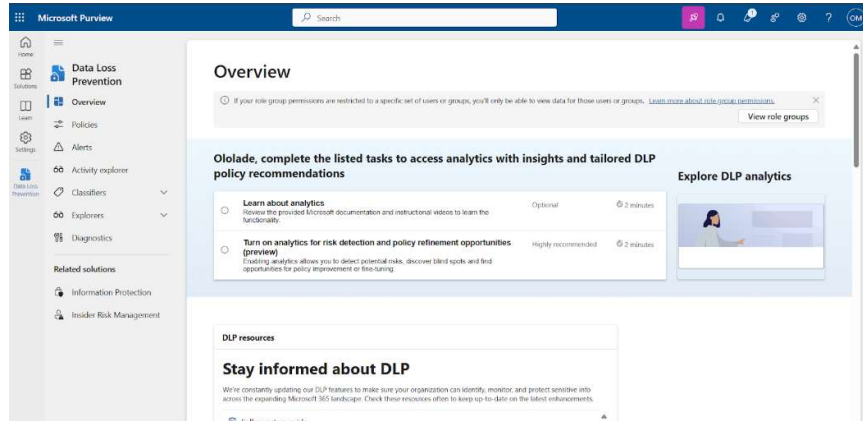 Microsoft Purview
Search
OM
Home
Solutions
Learn
Settings
Data Loss
Prevention
Data Loss
Prevention
Overview
Policies
Alerts
Activity explorer
Classifiers
Explorers
Diagnostics
Related solutions
Information Protection
Insider Risk Management
Overview
If your role group permissions are restricted to a specific set of users or groups, you'll only be able to view data for those users or groups. Learn more about role group permissions.
View role groups
Ololade, complete the listed tasks to access analytics with insights and tailored DLP
policy recommendations
Learn about analytics
Optional
2 minutes
Review the provided Microsoft documentation and instructional videos to learn the
functionality.
Turn on analytics for risk detection and policy refinement opportunities
(preview)
Highly recommended
2 minutes
Enabling analytics allows you to detect potential risks, discover blind spots and find
opportunities for policy improvement or fine-tuning.
Explore DLP analytics
DLP resources
Stay informed about DLP
We're constantly updating our DLP features to make sure your organization can identify, monitor, and protect sensitive info
across the expanding Microsoft 365 landscape. Check these resources often to keep up-to-date on the latest enhancements.